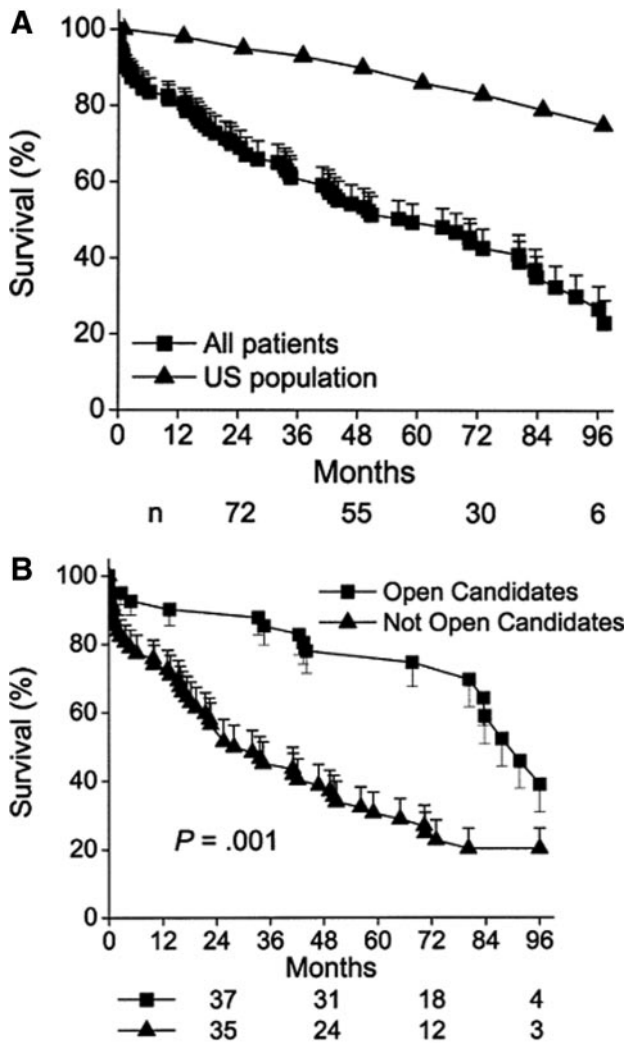 A
100
80
60
40
20
0
Survival (%)
All patients
US population
0 12 24 36 48 60 72 84 96
Months
n 72 55 30 6
B
100
80
60
40
20
0
Survival (%)
Open Candidates
Not Open Candidates
P = .001
0 12 24 36 48 60 72 84 96
Months
37 31 18 4
35 24 12 3